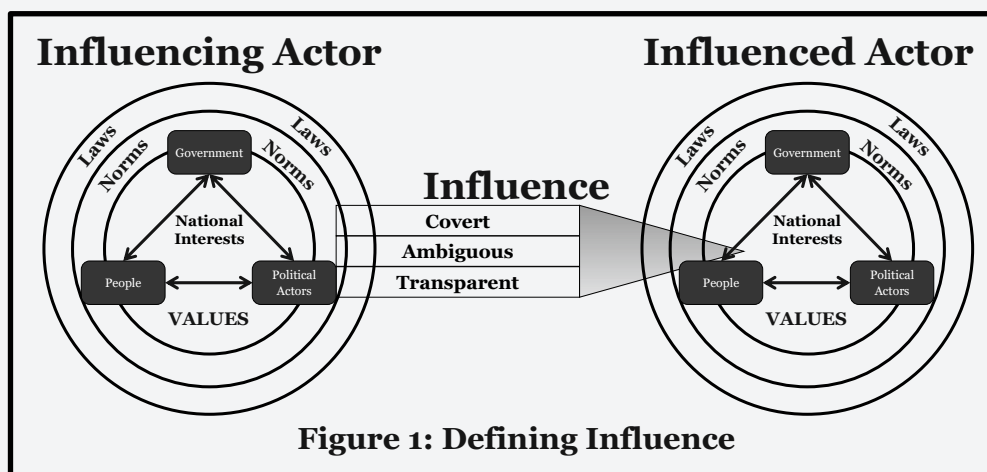 Influencing Actor
Influenced Actor
Laws
Laws
Norms
Norms
Government
National
Interests
People
Political
Actors
VALUES
Influence
Covert
Ambiguous
Transparent
Laws
Laws
Norms
Norms
Government
National
Interests
People
Political
Actors
VALUES
Figure 1: Defining Influence